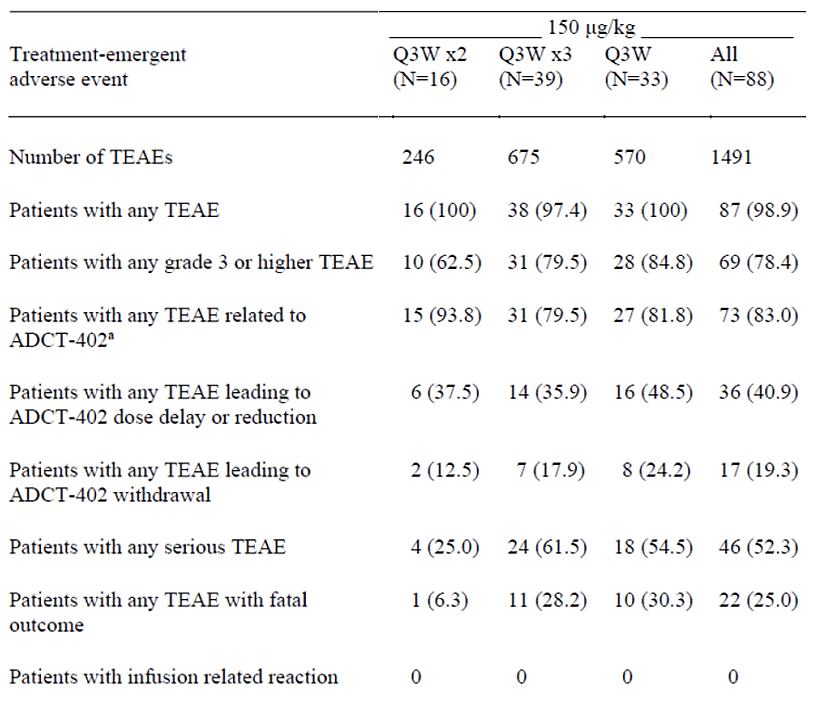 150 μg/kg
Treatment-emergent Q3W x2 Q3W x3 Q3W All
adverse event (N=16) (N=39) (N=33) (N=88)
Number of TEAEs 246 675 570 1491
Patients with any TEAE 16 (100) 38 (97.4) 33 (100) 87 (98.9)
Patients with any grade 3 or higher TEAE 10 (62.5) 31 (79.5) 28 (84.8) 69 (78.4)
Patients with any TEAE related to 15 (93.8) 31 (79.5) 27 (81.8) 73 (83.0)
ADCT-402ª
Patients with any TEAE leading to 6 (37.5) 14 (35.9) 16 (48.5) 36 (40.9)
ADCT-402 dose delay or reduction
Patients with any TEAE leading to 2 (12.5) 7 (17.9) 8 (24.2) 17 (19.3)
ADCT-402 withdrawal
Patients with any serious TEAE 4 (25.0) 24 (61.5) 18 (54.5) 46 (52.3)
Patients with any TEAE with fatal 1 (6.3) 11 (28.2) 10 (30.3) 22 (25.0)
outcome
Patients with infusion related reaction 0 0 0 0